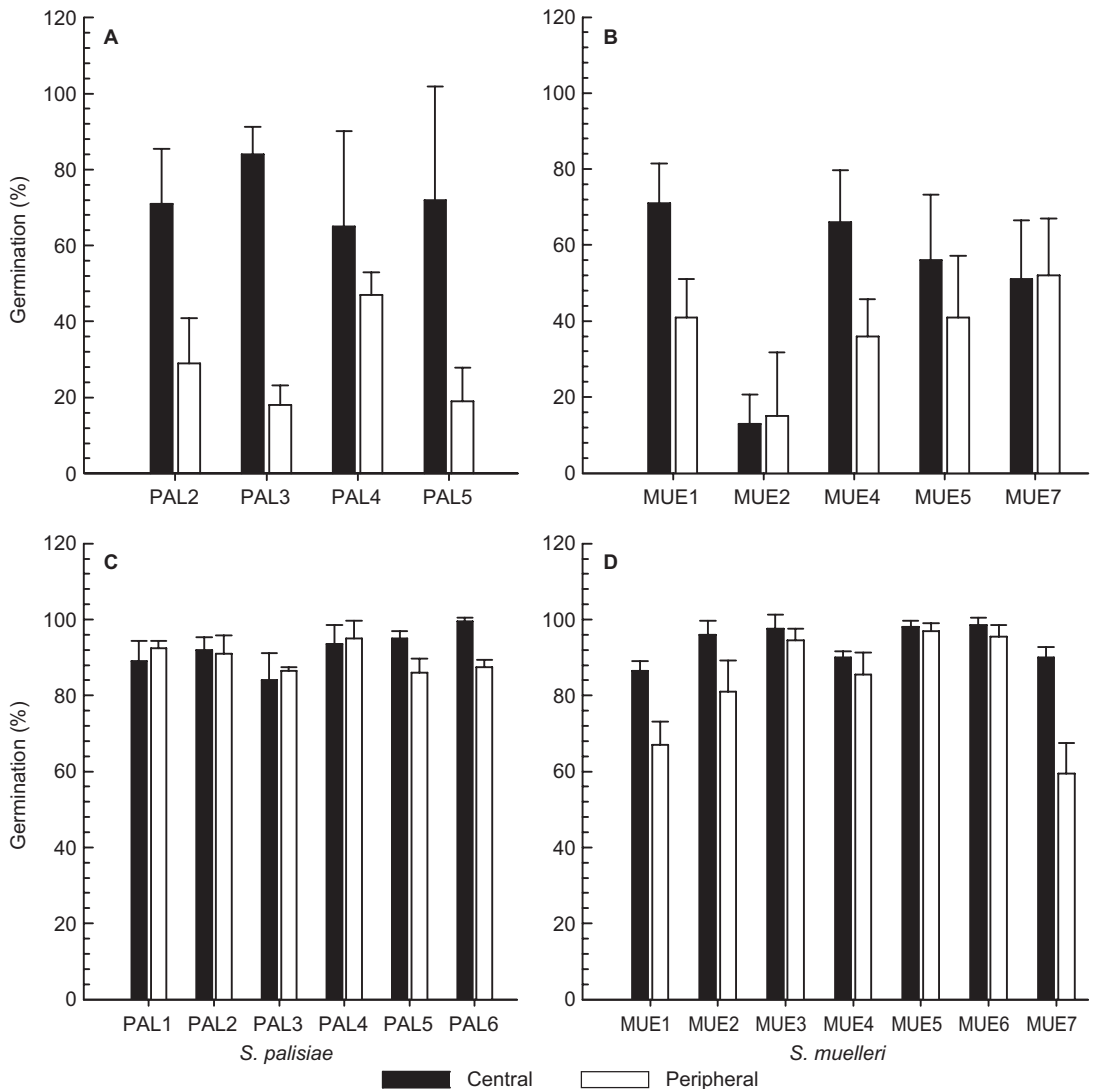 A
Germination (%)
120
100
80
60
40
20
0
PAL2 PAL3 PAL4 PAL5
B
120
100
80
60
40
20
0
MUE1 MUE2 MUE4 MUE5 MUE7
C
Germination (%)
120
100
80
60
40
20
0
PAL1 PAL2 PAL3 PAL4 PAL5 PAL6
S. palisiae
D
120
100
80
60
40
20
0
MUE1 MUE2 MUE3 MUE4 MUE5 MUE6 MUE7
S. muelleri
Central Peripheral